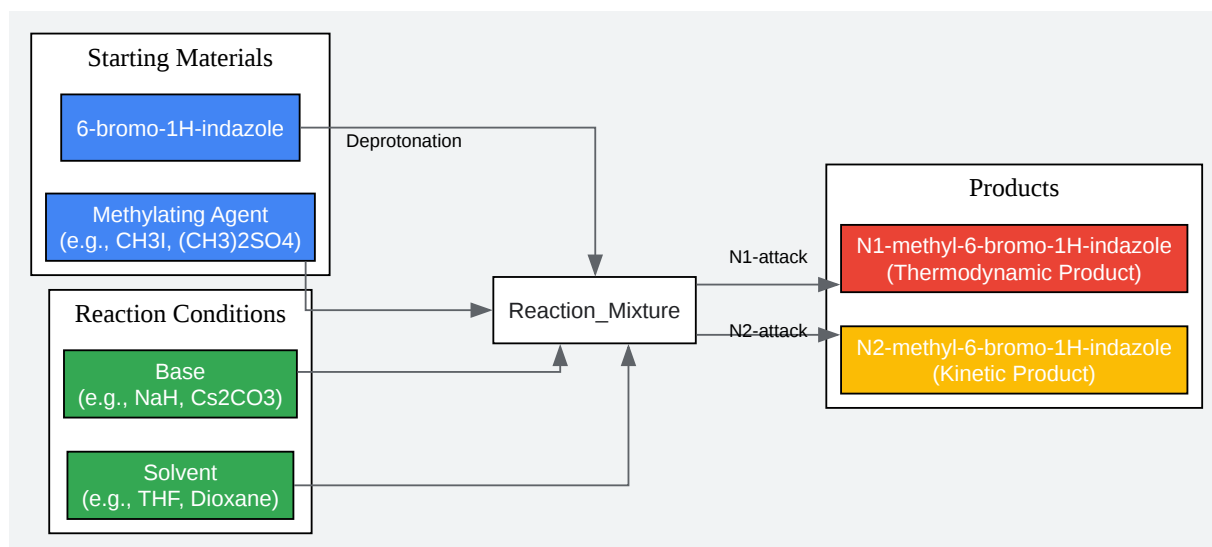 Starting Materials
6-bromo-1H-indazole
Deprotonation
Methylating Agent
(e.g., CH3I, (CH3)2SO4)
Reaction Conditions
Base
(e.g., NaH, Cs2CO3)
Solvent
(e.g., THF, Dioxane)
Reaction_Mixture
N1-attack
N2-attack
Products
N1-methyl-6-bromo-1H-indazole
(Thermodynamic Product)
N2-methyl-6-bromo-1H-indazole
(Kinetic Product)